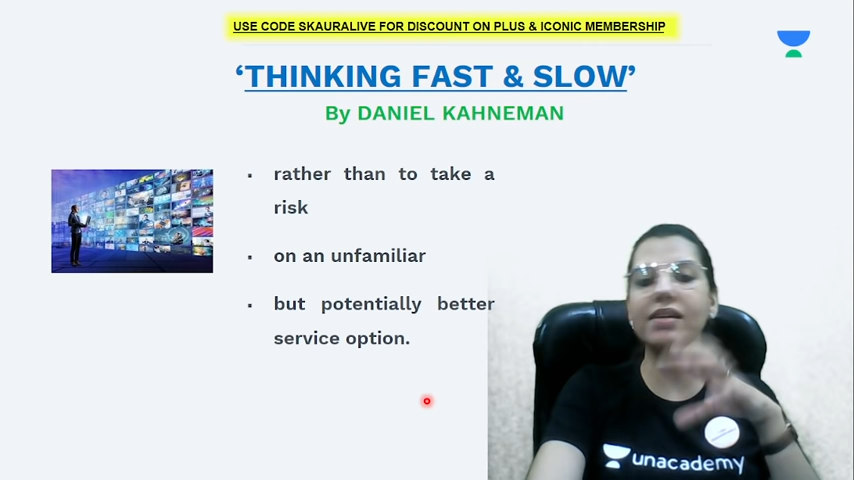 USE CODE SKAURALIVE FOR DISCOUNT ON PLUS & ICONIC MEMBERSHIP
‘THINKING FAST & SLOW’
By DANIEL KAHNEMAN
▪ rather than to take a
risk
▪ on an unfamiliar
▪ but potentially better
service option.
unacademy